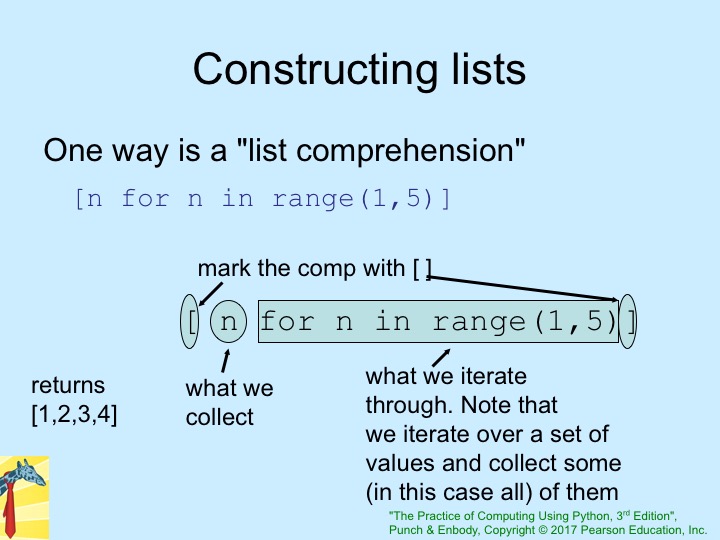 Constructing lists
One way is a "list comprehension"
[n for n in range(1,5)]
mark the comp with [ ]
[ n for n in range(1,5)]
returns
[1,2,3,4]
what we
collect
what we iterate
through. Note that
we iterate over a set of
values and collect some
(in this case all) of them
"The Practice of Computing Using Python, 3rd Edition",
Punch & Enbody, Copyright © 2017 Pearson Education, Inc.